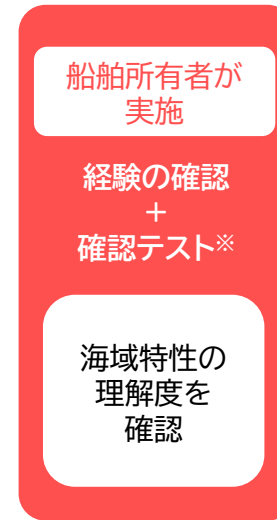 船舶所有者が
実施
経験の確認
＋
確認テスト※
海域特性の
理解度を
確認